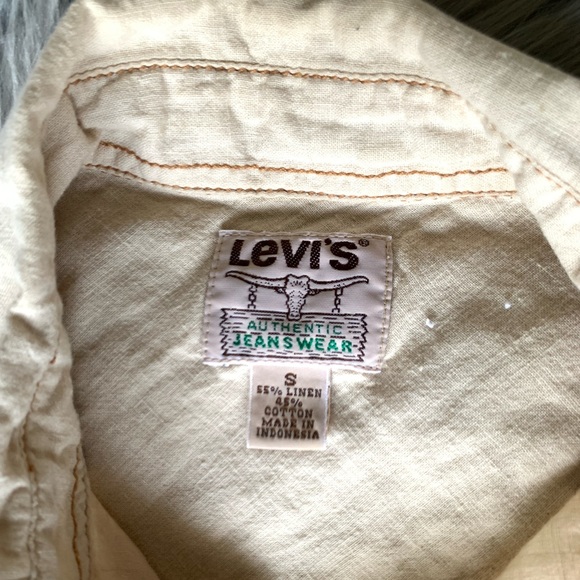 Levi's®
AUTHENTIC
JEANSWEAR
S
55% LINEN
45%
COTTON
MADE IN
INDONESIA